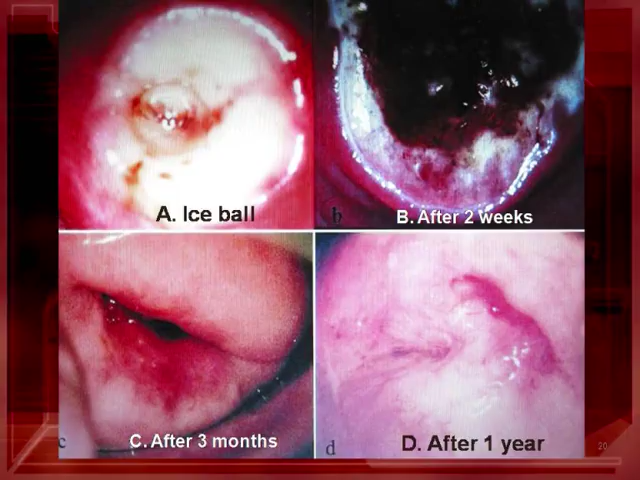 A. Ice ball
b
B. After 2 weeks
c
C. After 3 months
d
D. After 1 year
20